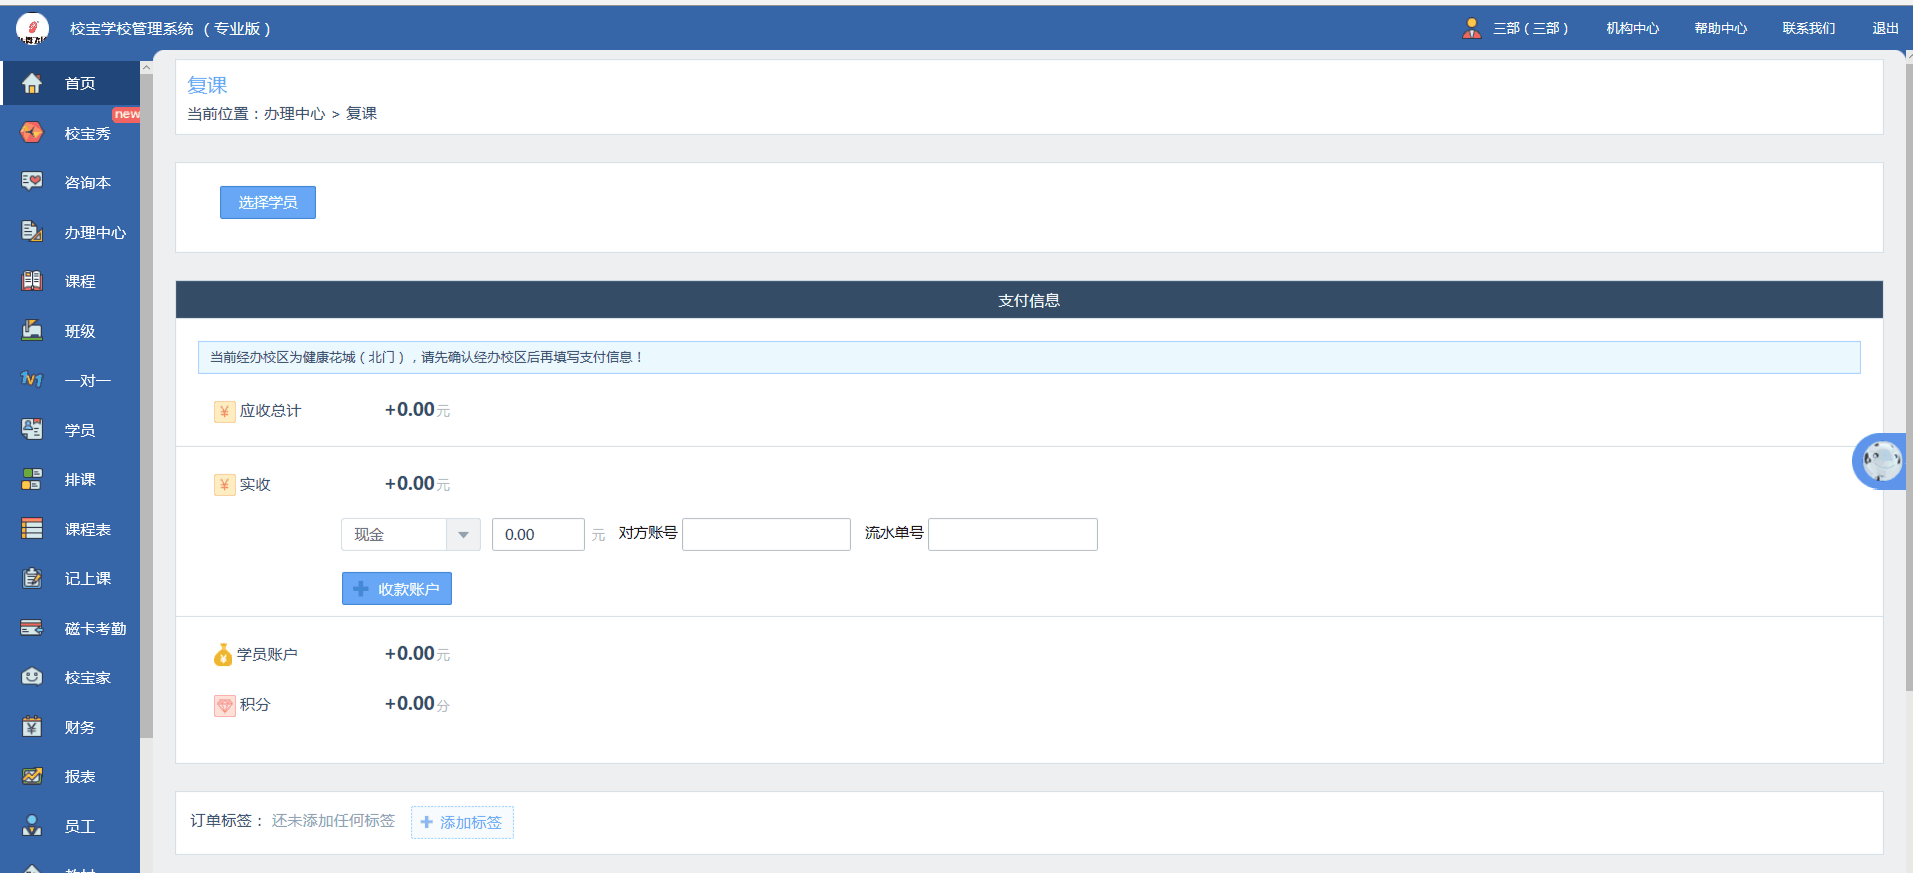 校宝学校管理系统 （专业版）
三部（三部） 机构中心 帮助中心 联系我们 退出
首页
new
校宝秀
咨询本
办理中心
课程
班级
一对一
学员
排课
课程表
记上课
磁卡考勤
校宝家
财务
报表
员工
复课
当前位置：办理中心 > 复课
选择学员
支付信息
当前经办校区为健康花城（北门），请先确认经办校区后再填写支付信息！
¥ 应收总计 +0.00元
¥ 实收 +0.00元
现金 0.00 元 对方账号 流水单号
收款账户
学员账户 +0.00元
积分 +0.00分
订单标签： 还未添加任何标签 添加标签